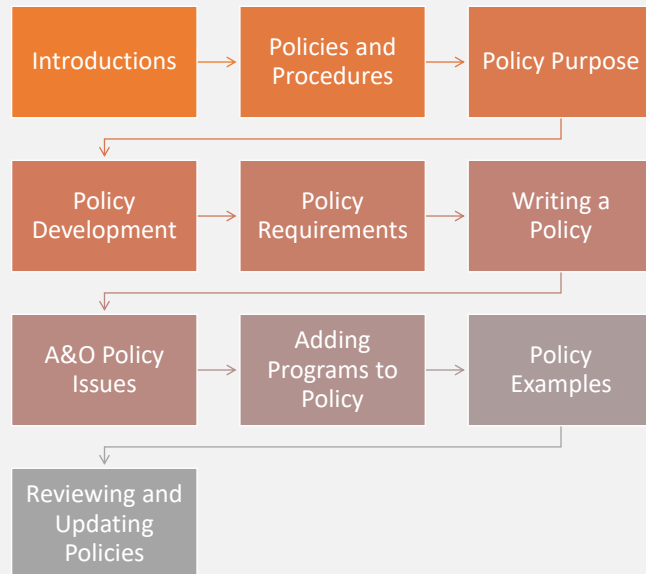 Introductions
Policies and
Procedures
Policy Purpose
Policy
Development
Policy
Requirements
Writing a
Policy
A&O Policy
Issues
Adding
Programs to
Policy
Policy
Examples
Reviewing and
Updating
Policies